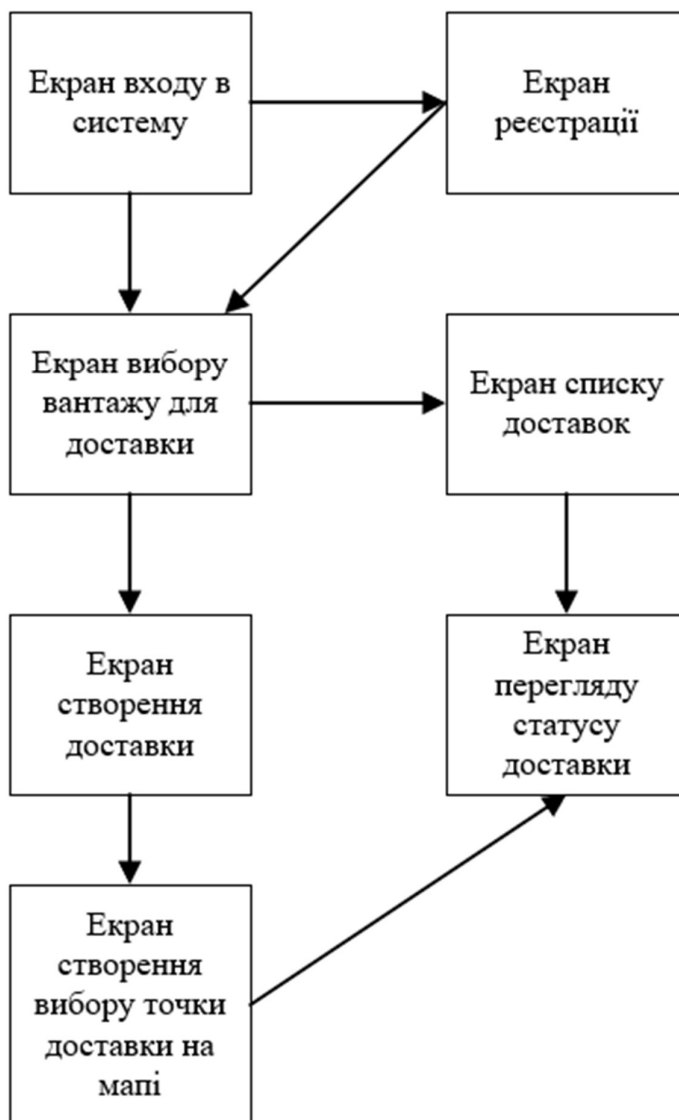 Екран входу в
систему
Екран
реєстрації
Екран вибору
вантажу для
доставки
Екран списку
доставок
Екран
створення
доставки
Екран
перегляду
статусу
доставки
Екран
створення
вибору точки
доставки на
мапі